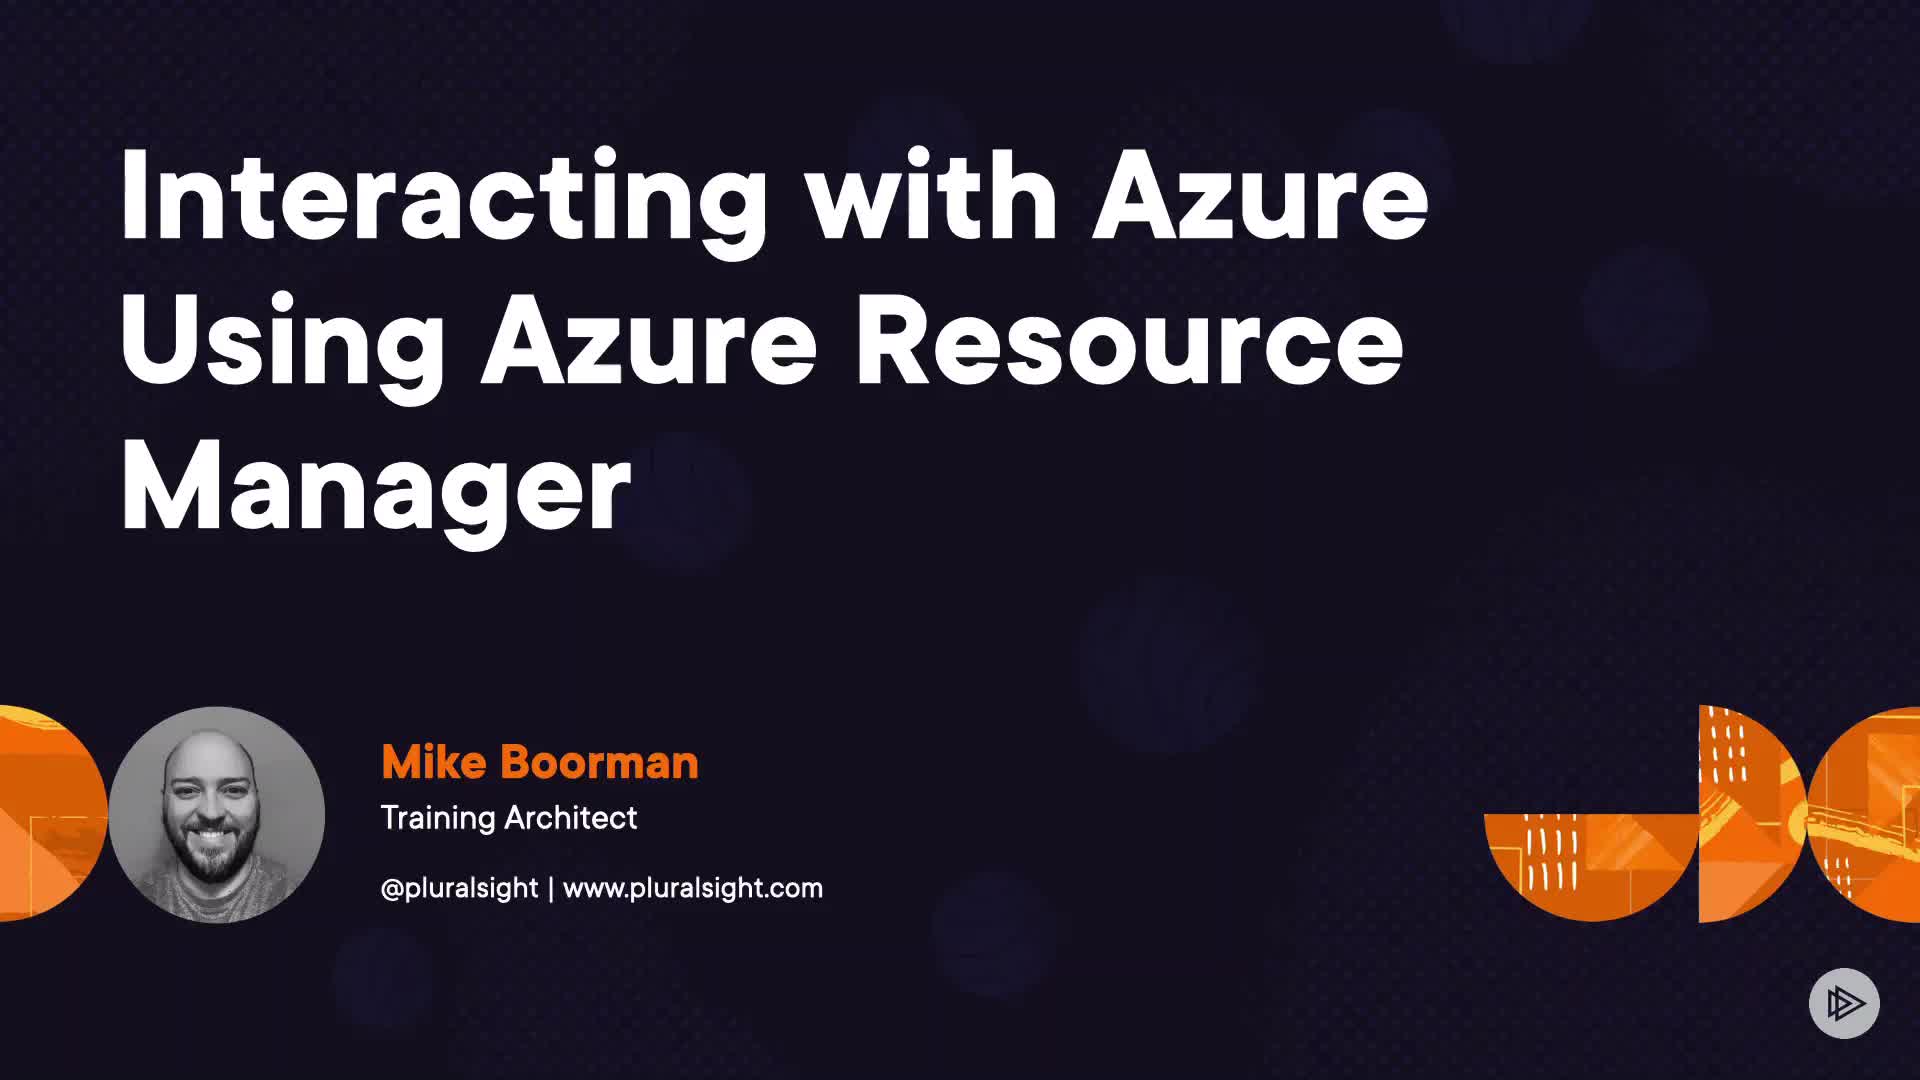 Interacting with Azure
Using Azure Resource
Manager
Mike Boorman
Training Architect
@pluralsight | www.pluralsight.com